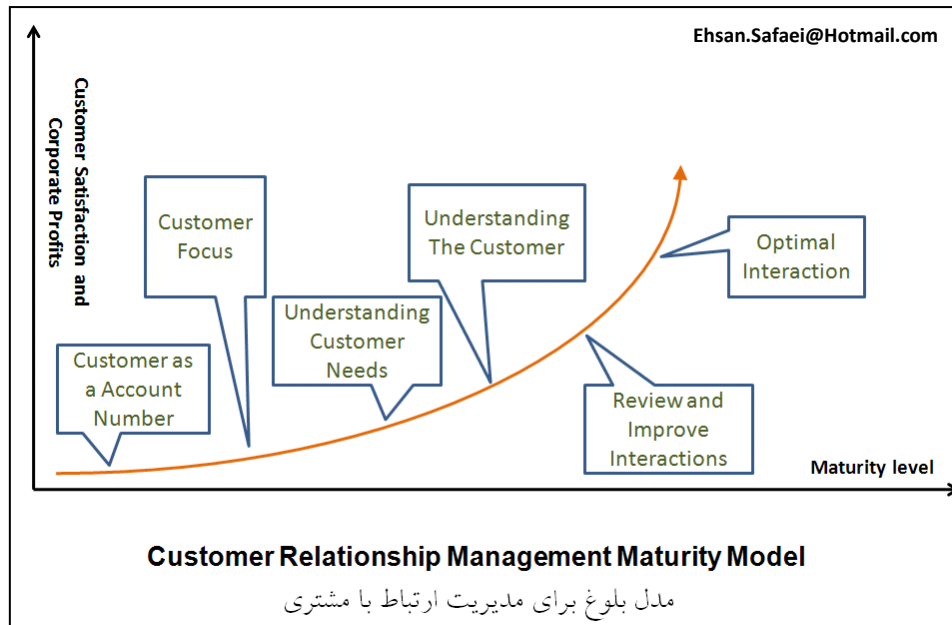 Ehsan.Safaei@Hotmail.com
Customer Satisfaction and
Corporate Profits
Customer
Focus
Understanding
The Customer
Optimal
Interaction
Understanding
Customer
Needs
Customer as
a Account
Number
Review and
Improve
Interactions
Maturity level
Customer Relationship Management Maturity Model
مدل بلوغ برای مدیریت ارتباط با مشتری